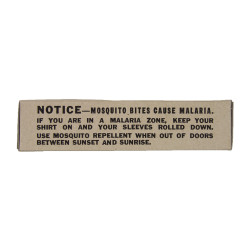 NOTICE—MOSQUITO BITES CAUSE MALARIA.
IF YOU ARE IN A MALARIA ZONE, KEEP YOUR
SHIRT ON AND YOUR SLEEVES ROLLED DOWN.
USE MOSQUITO REPELLENT WHEN OUT OF DOORS
BETWEEN SUNSET AND SUNRISE.